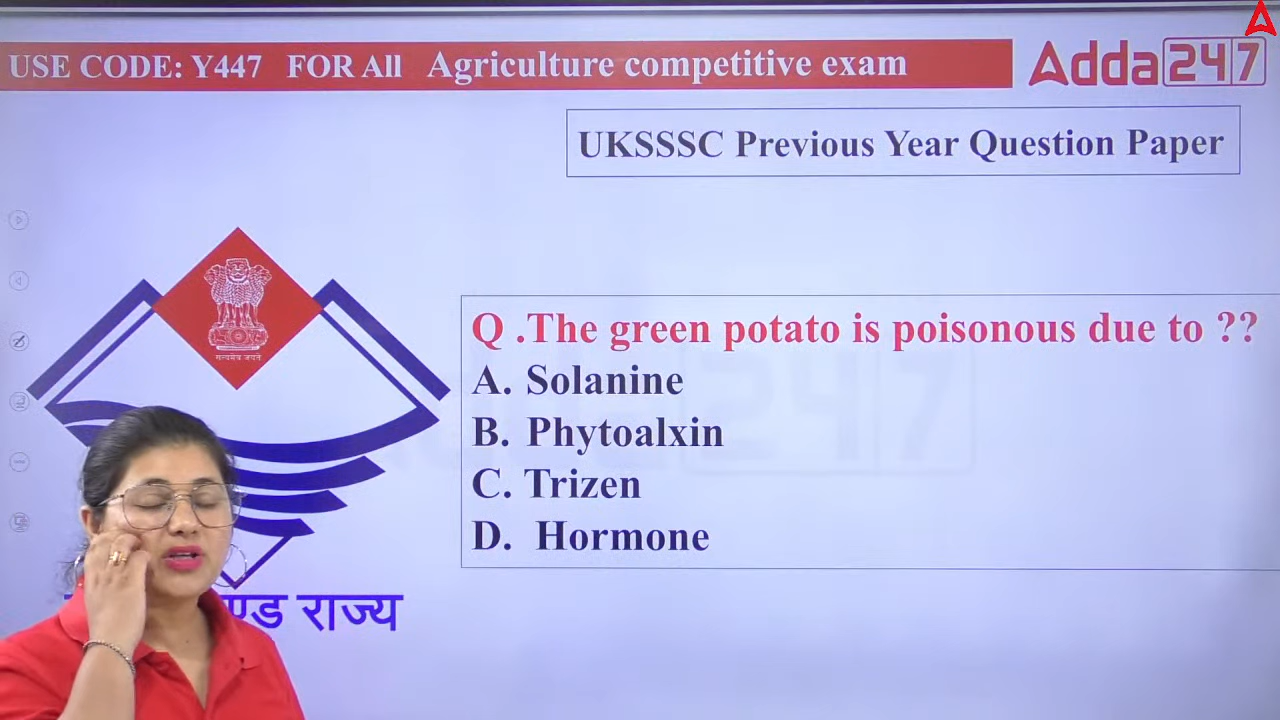 USE CODE: Y447 FOR All Agriculture competitive exam
Adda247
UKSSSC Previous Year Question Paper
सत्यमेव जयते
Q .The green potato is poisonous due to ??
A. Solanine
B. Phytoalxin
C. Trizen
D. Hormone
राज्य